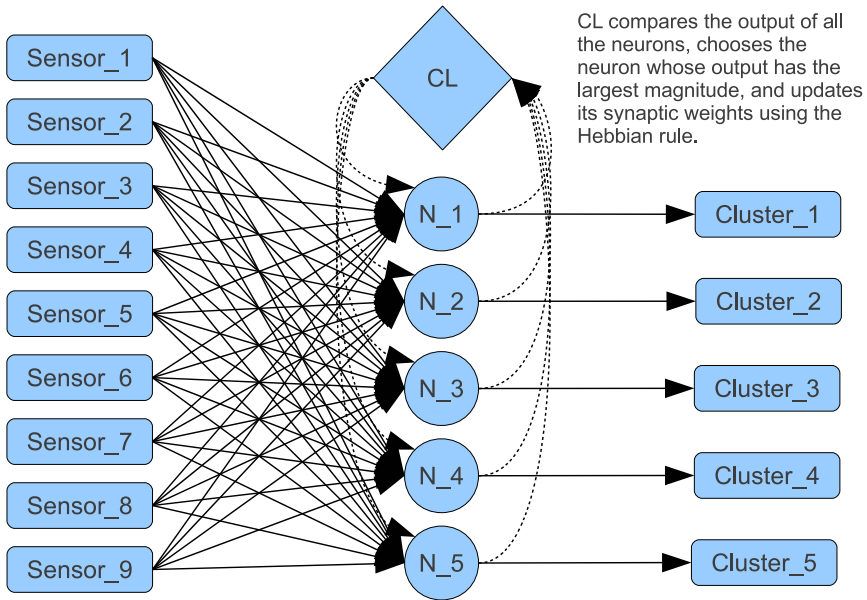 CL compares the output of all
the neurons, chooses the
neuron whose output has the
largest magnitude, and updates
its synaptic weights using the
Hebbian rule.
CL
Sensor_1
Sensor_2
Sensor_3
Sensor_4
Sensor_5
Sensor_6
Sensor_7
Sensor_8
Sensor_9
N_1
N_2
N_3
N_4
N_5
Cluster_1
Cluster_2
Cluster_3
Cluster_4
Cluster_5